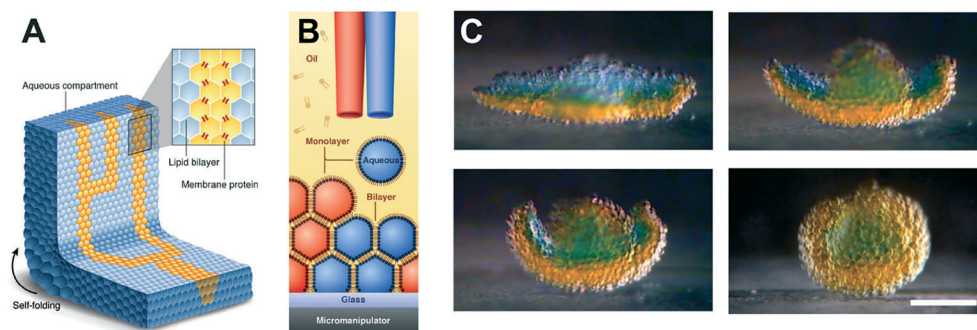 A
Aqueous compartment
Lipid bilayer
Membrane protein
Self-folding
B
Oil
Monolayer
Aqueous
Bilayer
Glass
Micromanipulator
C